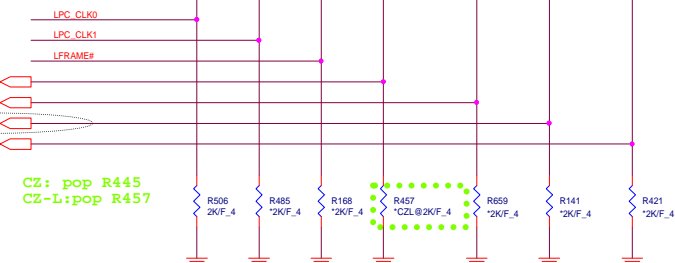 LPC_CLK0
LPC_CLK1
LFRAME#
CZ: pop R445
CZ-L:pop R457
R506
2K/F_4
R485
*2K/F_4
R168
*2K/F_4
R457
*CZL@2K/F_4
R659
*2K/F_4
R141
*2K/F_4
R421
*2K/F_4